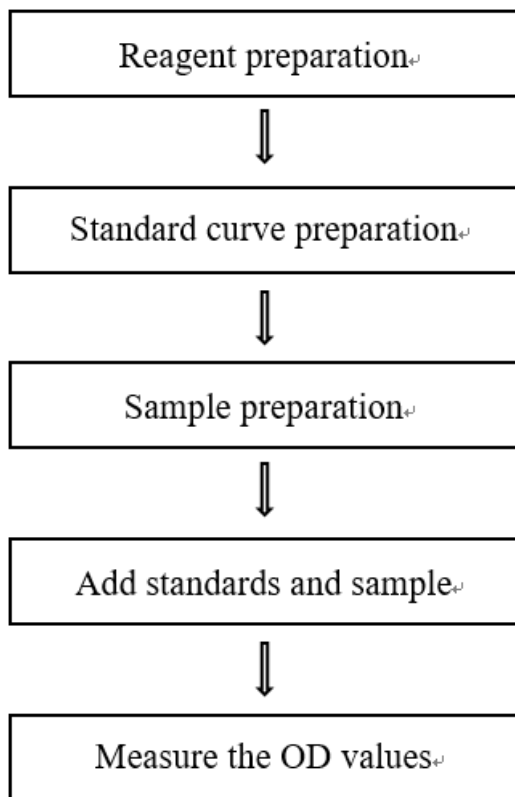 Reagent preparation
Standard curve preparation
Sample preparation
Add standards and sample
Measure the OD values